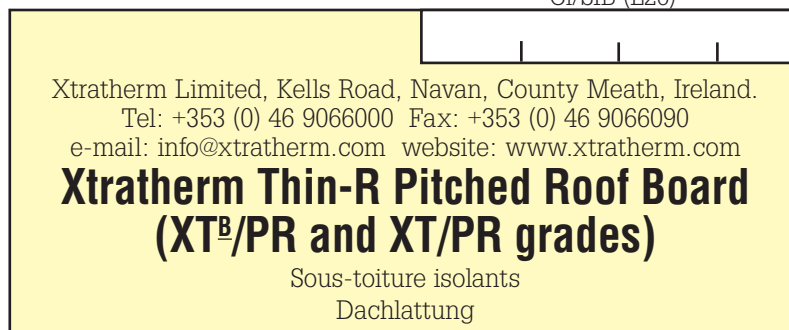 Xtratherm Limited, Kells Road, Navan, County Meath, Ireland.
Tel: +353 (0) 46 9066000 Fax: +353 (0) 46 9066090
e-mail: info@xtratherm.com website: www.xtratherm.com
Xtratherm Thin-R Pitched Roof Board
(XTB/PR and XT/PR grades)
Sous-toiture isolants
Dachlattung